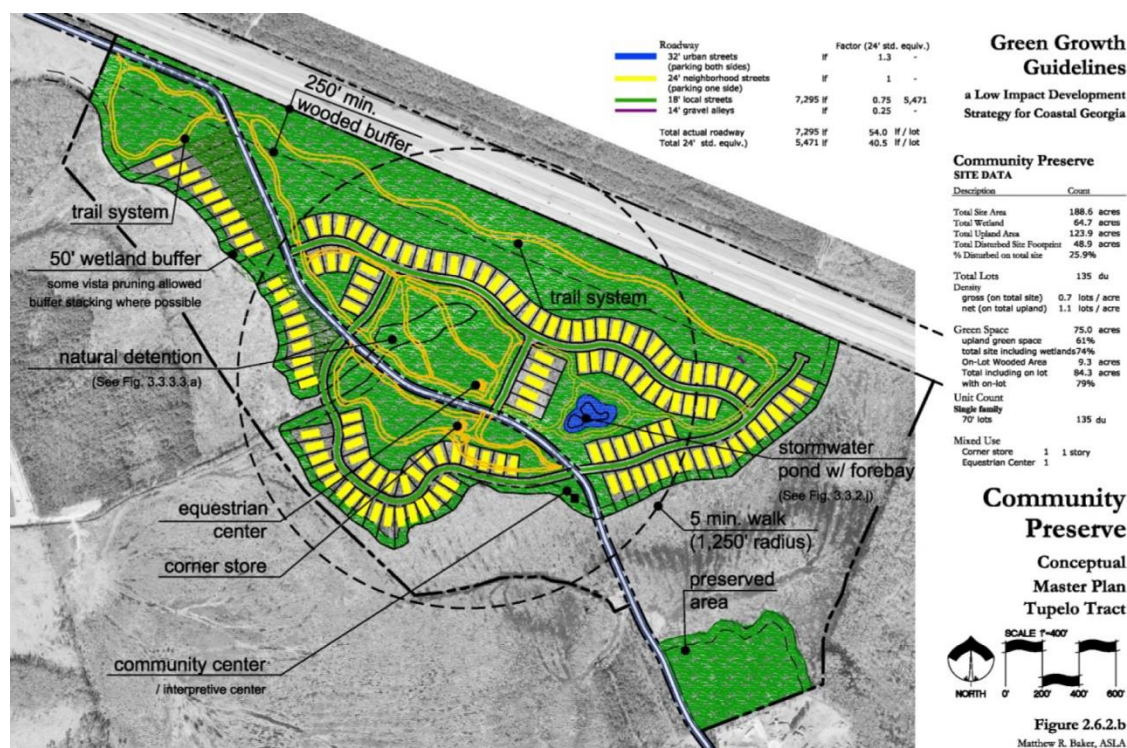 Roadway Factor (24' std. equiv.)
32' urban streets lf 1.3 -
(parking both sides)
24' neighborhood streets lf 1 -
(parking one side)
18' local streets 7,295 lf 0.75 5,471
14' gravel alleys lf 0.25 -
Total actual roadway 7,295 lf 54.0 lf / lot
Total 24' std. equiv.) 5,471 lf 40.5 lf / lot
Green Growth
Guidelines
a Low Impact Development
Strategy for Coastal Georgia
Community Preserve
SITE DATA
Description Count
Total Site Area 188.6 acres
Total Wetland 64.7 acres
Total Upland Area 123.9 acres
Total Disturbed Site Footprint 48.9 acres
% Disturbed on total site 25.9%
Total Lots 135 du
Density
gross (on total site) 0.7 lots / acre
net (on total upland) 1.1 lots / acre
Green Space 75.0 acres
upland green space 61%
total site including wetlands 74%
On-Lot Wooded Area 9.3 acres
Total including on lot 84.3 acres
with on-lot 79%
Unit Count
Single family
70' lots 135 du
Mixed Use
Corner store 1 1 story
Equestrian Center 1
250' min.
wooded buffer
trail system
50' wetland buffer
some vista pruning allowed
buffer stacking where possible
trail system
natural detention
(See Fig. 3.3.3.3.a)
stormwater
pond w/ forebay
(See Fig. 3.3.2.j)
equestrian
center
5 min. walk
(1,250' radius)
corner store
preserved
area
community center
/ interpretive center
Community
Preserve
Conceptual
Master Plan
Tupelo Tract
SCALE 1"=400'
NORTH 0' 200' 400' 600'
Figure 2.6.2.b
Matthew R. Baker, ASLA